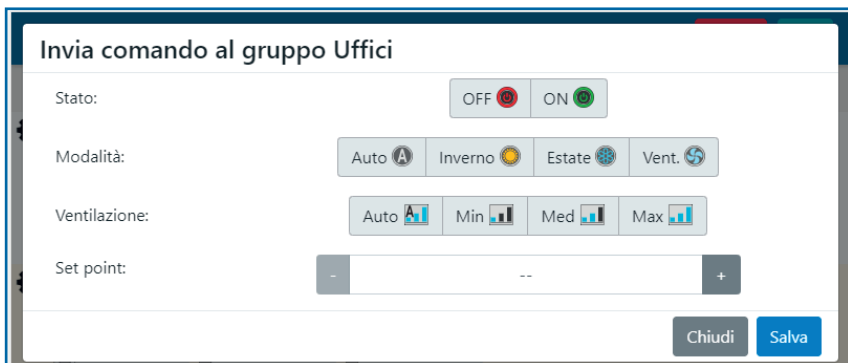 Invia comando al gruppo Uffici
Stato: OFF ON
Modalità: Auto A Inverno Estate Vent.
Ventilazione: Auto A Min Med Max
Set point: - -- +
Chiudi Salva